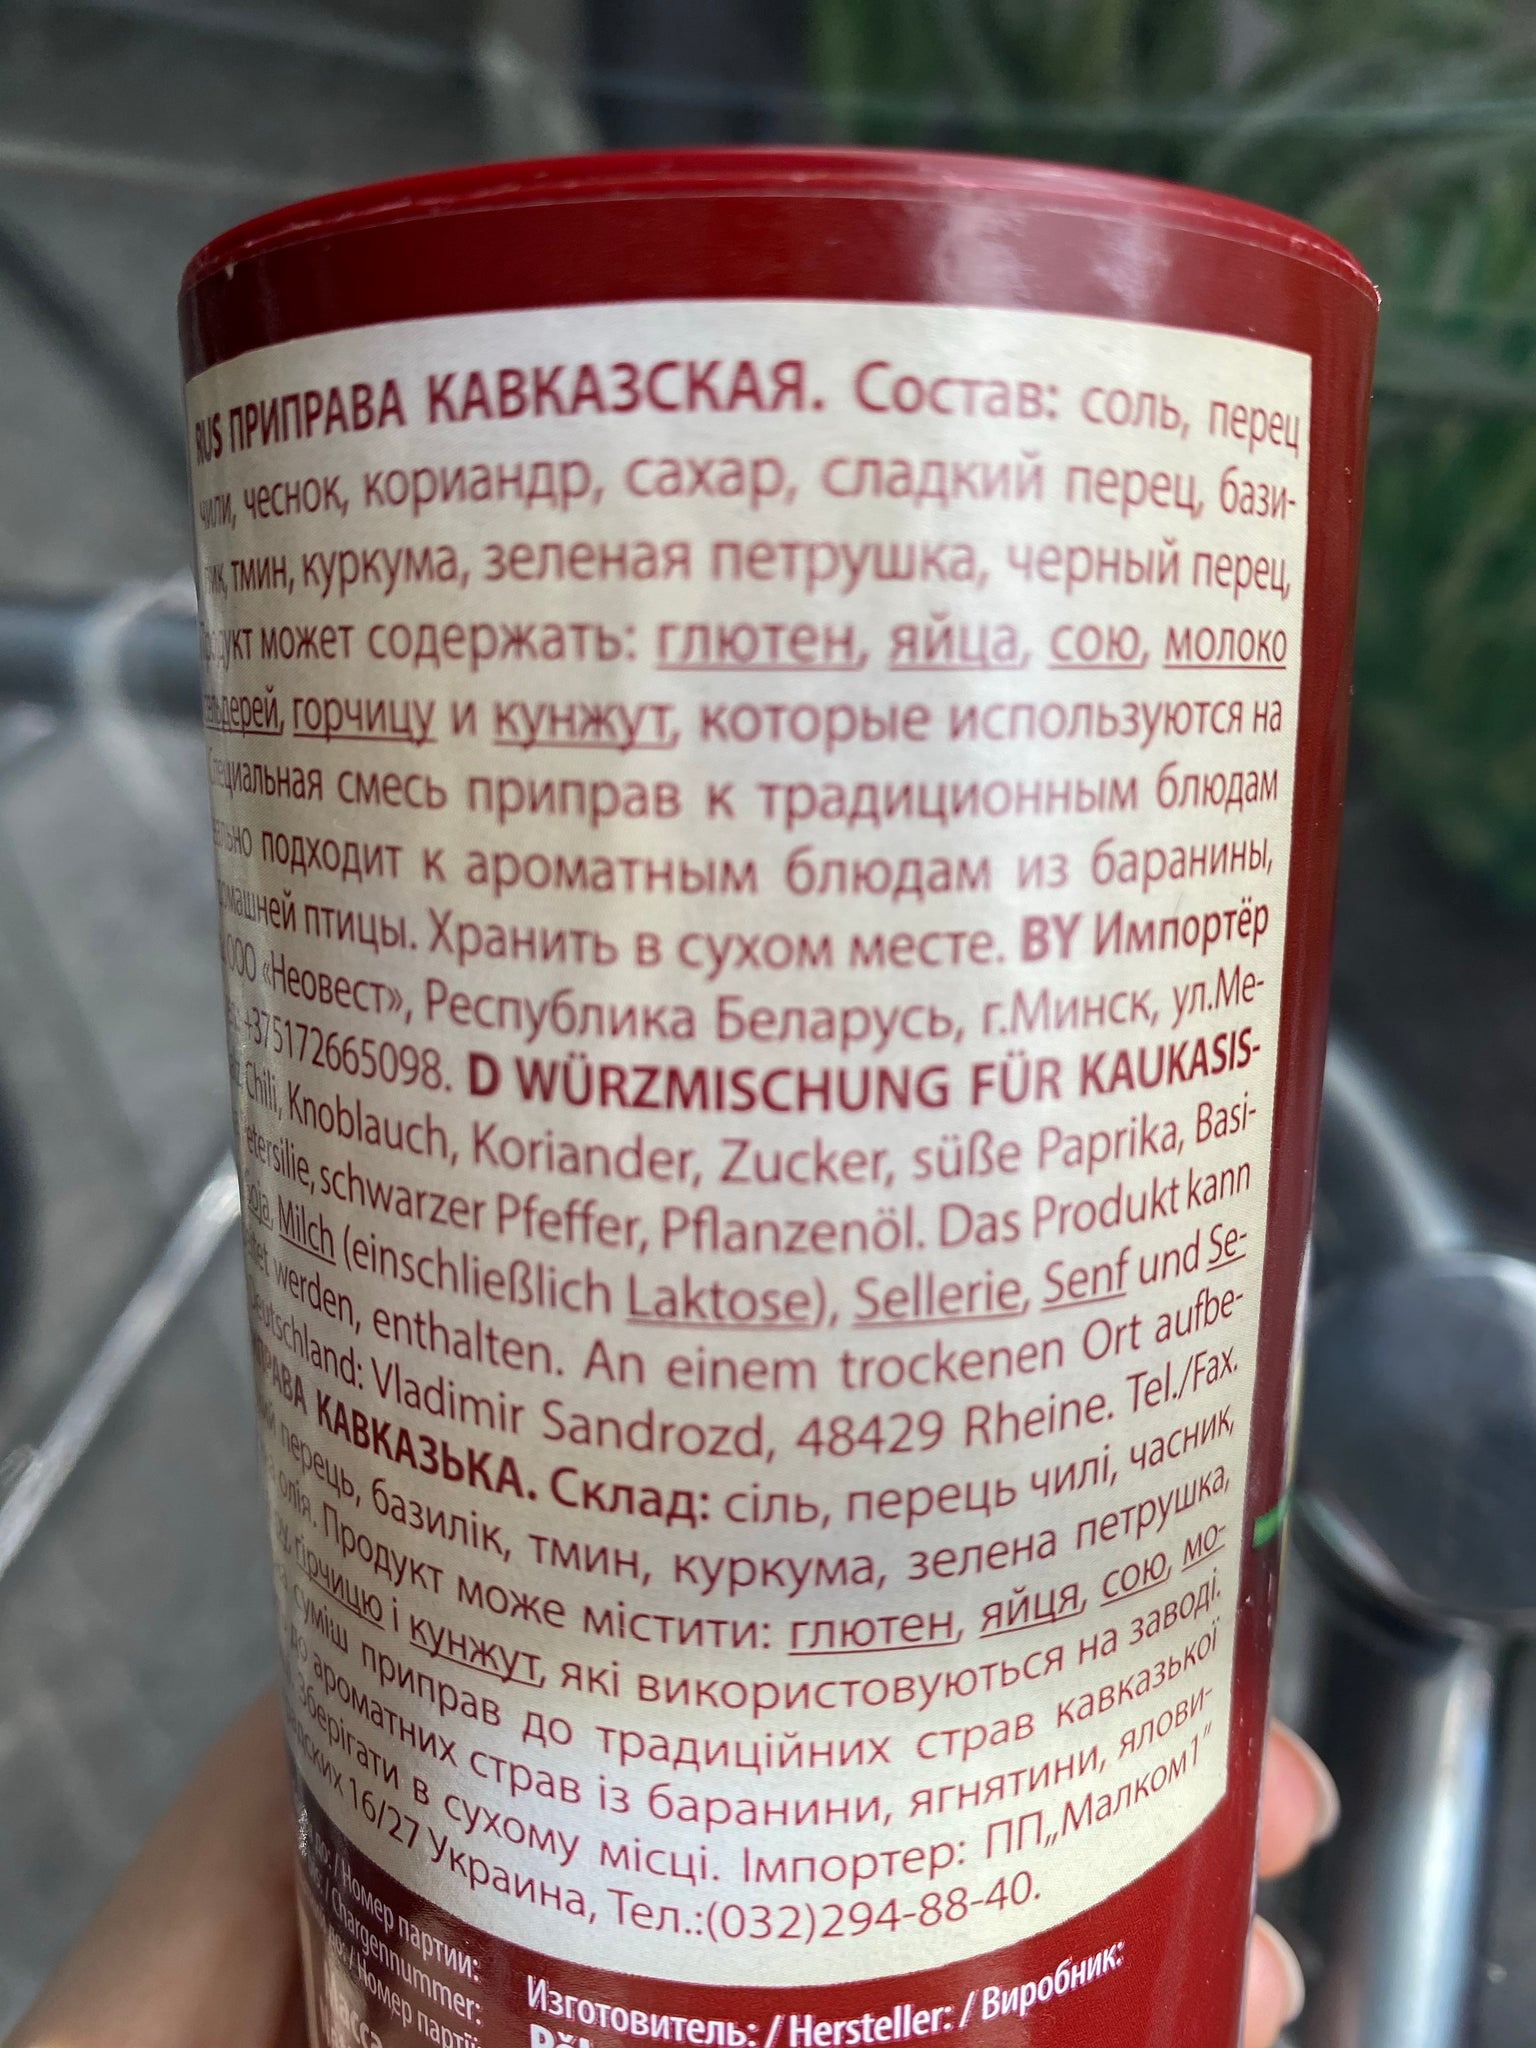 RUS ПРИПРАВА КАВКАЗСКАЯ. Состав: соль, перец
чили, чеснок, кориандр, сахар, сладкий перец, бази-
тмин, куркума, зеленая петрушка, черный перец,
может содержать: глютен, яйца, сою, молоко
горчицу и кунжут, которые используются на
смесь приправ к традиционным блюдам
подходит к ароматным блюдам из баранины,
птицы. Хранить в сухом месте. BY Импортёр
«Неовест», Республика Беларусь, г.Минск, ул.Ме-
+375172665098. D WÜRZMISCHUNG FÜR KAUKASIS-
Chili, Knoblauch, Koriander, Zucker, süße Paprika, Basi-
schwarzer Pfeffer, Pflanzenöl. Das Produkt kann
Milch (einschließlich Laktose), Sellerie, Senf und Se-
werden, enthalten. An einem trockenen Ort aufbe-
Vladimir Sandrozd, 48429 Rheine. Tel./Fax.
КАВКАЗЬКА. Склад: сіль, перець чилі, часник,
перець, базилік, тмин, куркума, зелена петрушка,
олія. Продукт може містити: глютен, яйця, сою, мо-
гірчицю і кунжут, які використовуються на заводі.
суміш приправ до традиційних страв кавказької
до ароматних страв із баранини, ягнятини, ялови-
Зберігати в сухому місці. Імпортер: ПП„Малком1”
16/27 Украина, Тел.:(032)294-88-40.
до: / Номер партии:
/ Chargennummer:
до: / Номер партії:
Масса
Изготовитель: / Hersteller: / Виробник: